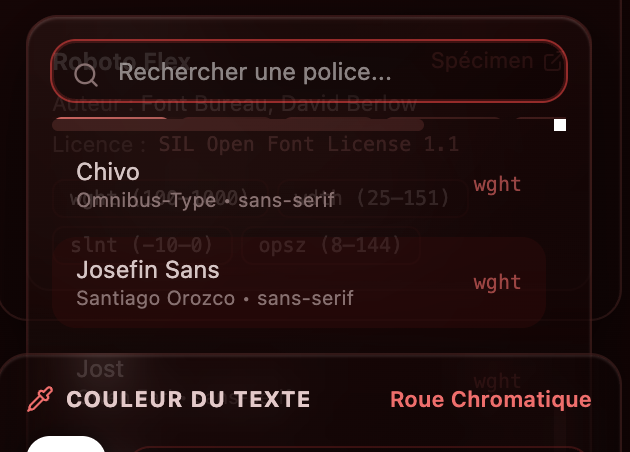 Roboto Flex
Spécimen
Rechercher une police...
Auteur : Font Bureau, David Berlow
Licence : SIL Open Font License 1.1
Chivo
wght
Omnibus-Type • sans-serif
wght (100–1000)
wdth (25–151)
slnt (−10–0)
opsz (8–144)
Josefin Sans
wght
Santiago Orozco • sans-serif
Jost
wght
COULEUR DU TEXTE
Roue Chromatique